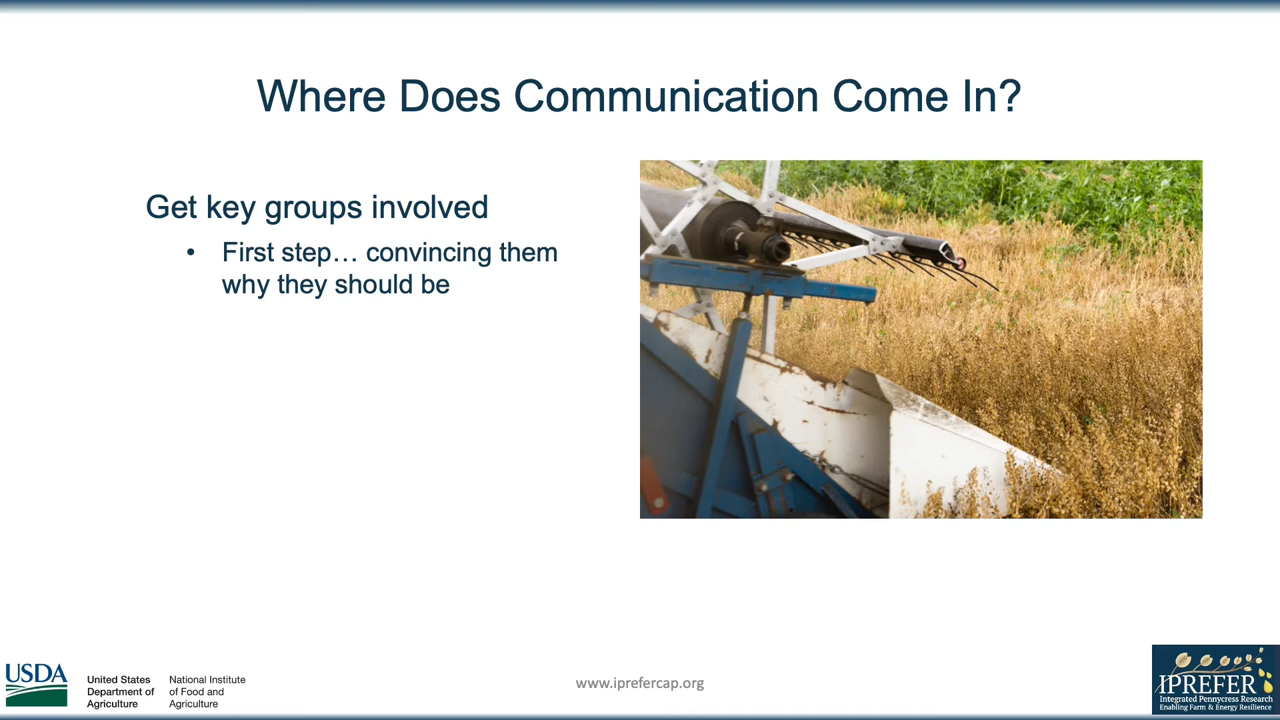 Where Does Communication Come In?
Get key groups involved
• First step… convincing them
why they should be
USDA
United States
Department of
Agriculture
National Institute
of Food and
Agriculture
www.iprefercap.org
IPREFER
Integrated Pennycress Research
Enabling Farm & Energy Resilience